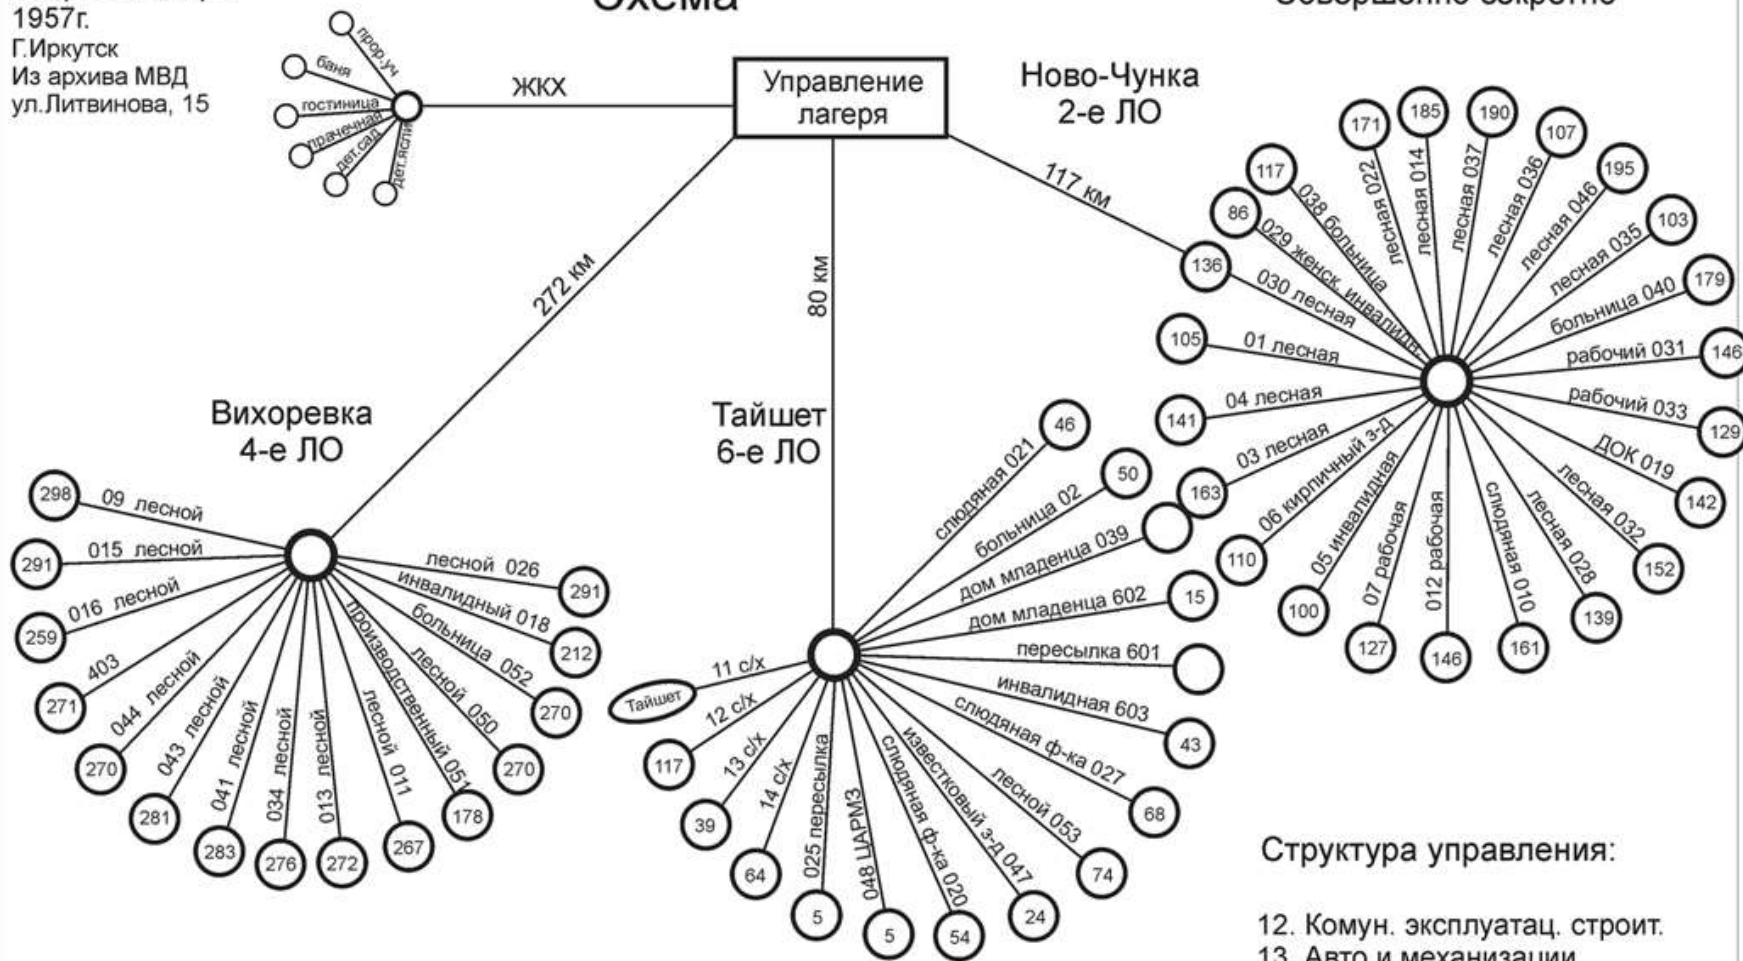 1957г.
Г.Иркутск
Из архива МВД
ул.Литвинова, 15
Схема
Совершенно секретно
прор.уч
баня
гостиница
прачечная
дет.сад
дет.ясли
ЖКХ
Управление
лагеря
272 км
80 км
117 км
Ново-Чунка
2-е ЛО
136
030 лесная
86
029 женск. инвалидн.
117
038 больница
171
лесная 022
185
лесная 014
190
лесная 037
107
лесная 036
195
лесная 046
103
лесная 035
179
больница 040
146
рабочий 031
129
рабочий 033
142
ДОК 019
152
лесная 032
139
лесная 028
161
слюдяная 010
146
012 рабочая
127
07 рабочая
100
05 инвалидная
110
06 кирпичный з-д
163
03 лесная
141
04 лесная
105
01 лесная
Вихоревка
4-е ЛО
298
09 лесной
291
015 лесной
259
016 лесной
271
403
270
044 лесной
281
043 лесной
283
041 лесной
276
034 лесной
272
013 лесной
267
лесной 011
178
производственный 051
270
лесной 050
270
больница 052
212
инвалидный 018
291
лесной 026
Тайшет
6-е ЛО
46
слюдяная 021
50
больница 02
дом младенца 039
15
дом младенца 602
пересылка 601
43
инвалидная 603
68
слюдяная ф-ка 027
74
лесной 053
24
известковый з-д 047
54
слюдяная ф-ка 020
5
048 ЦАРМЗ
5
025 пересылка
64
14 с/х
39
13 с/х
117
12 с/х
Тайшет
11 с/х
Структура управления:
12. Комун. эксплуатац. строит.
13. Авто и механизации